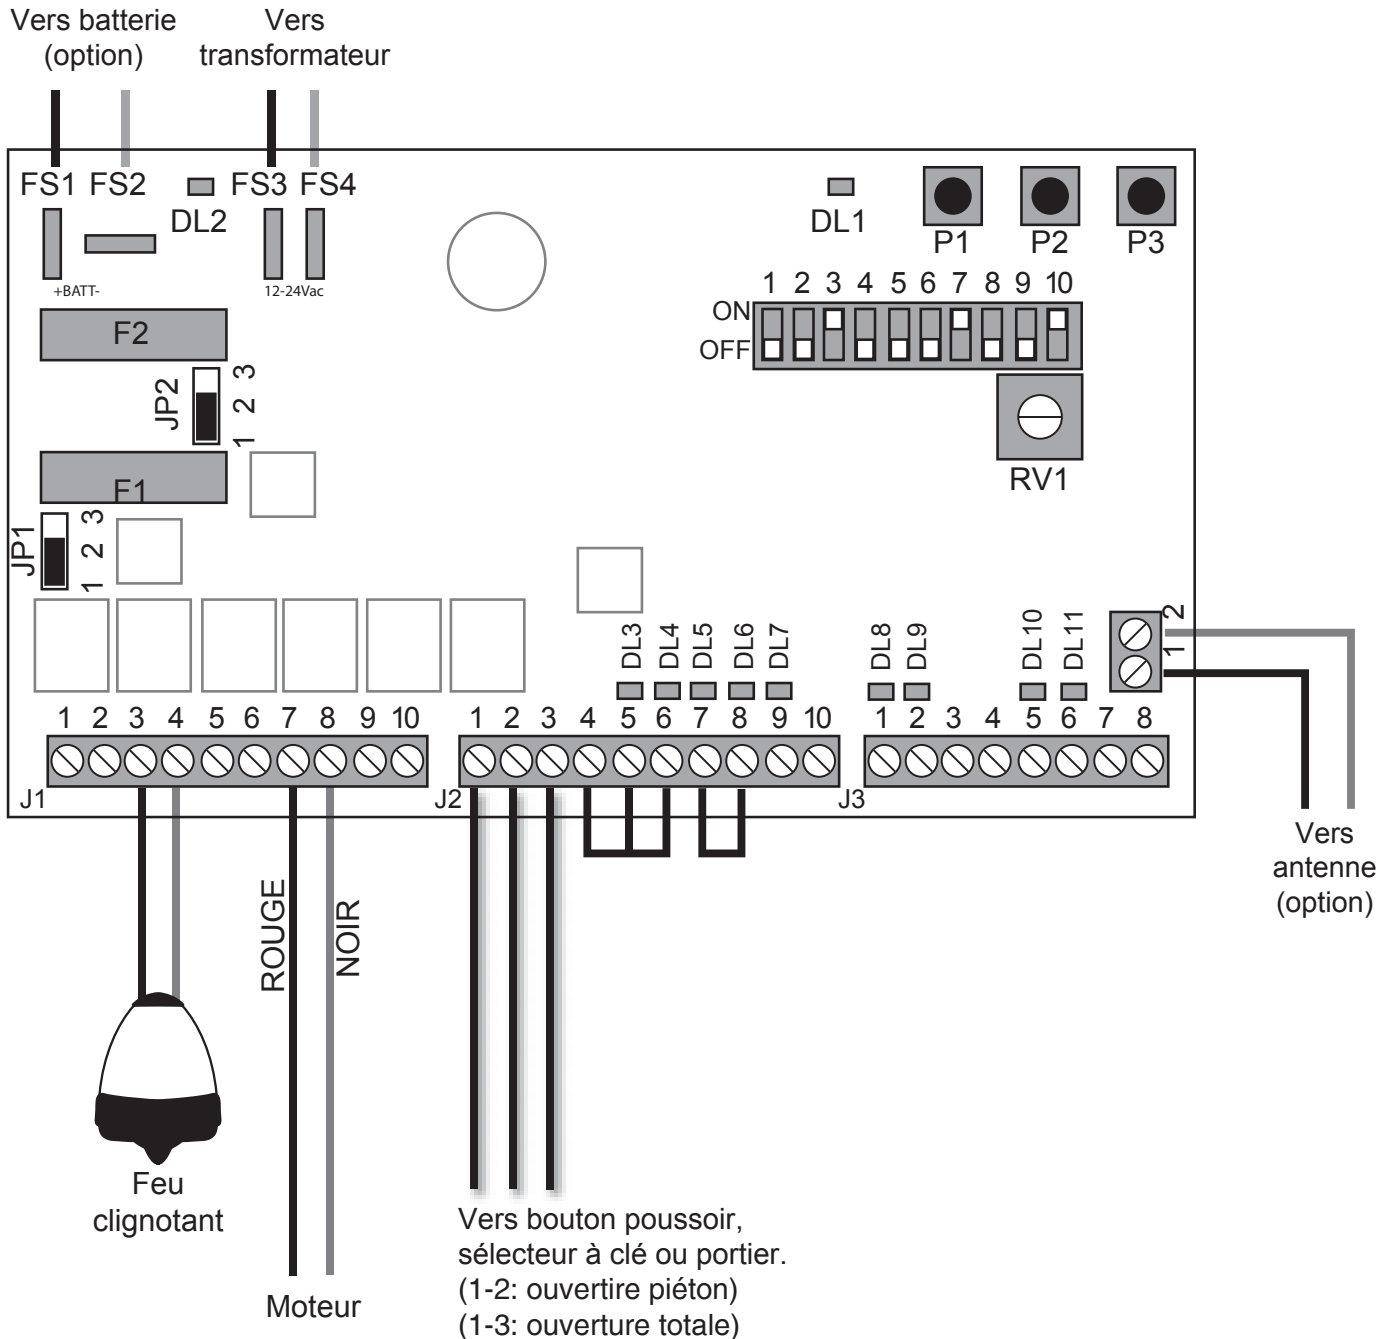 Vers batterie
(option)
Vers
transformateur
FS1 FS2
DL2
FS3 FS4
+BATT-
12-24Vac
DL1
P1
P2
P3
1 2 3 4 5 6 7 8 9 10
ON
OFF
F2
JP2
1 2 3
F1
JP1
1 2 3
RV1
DL3
DL4
DL5
DL6
DL7
DL8
DL9
DL10
DL11
1 2
1 2 3 4 5 6 7 8 9 10
1 2 3 4 5 6 7 8 9 10
1 2 3 4 5 6 7 8
J1
J2
J3
Vers
antenne
(option)
ROUGE
NOIR
Feu
clignotant
Moteur
Vers bouton poussoir,
sélecteur à clé ou portier.
(1-2: ouvertire piéton)
(1-3: ouverture totale)